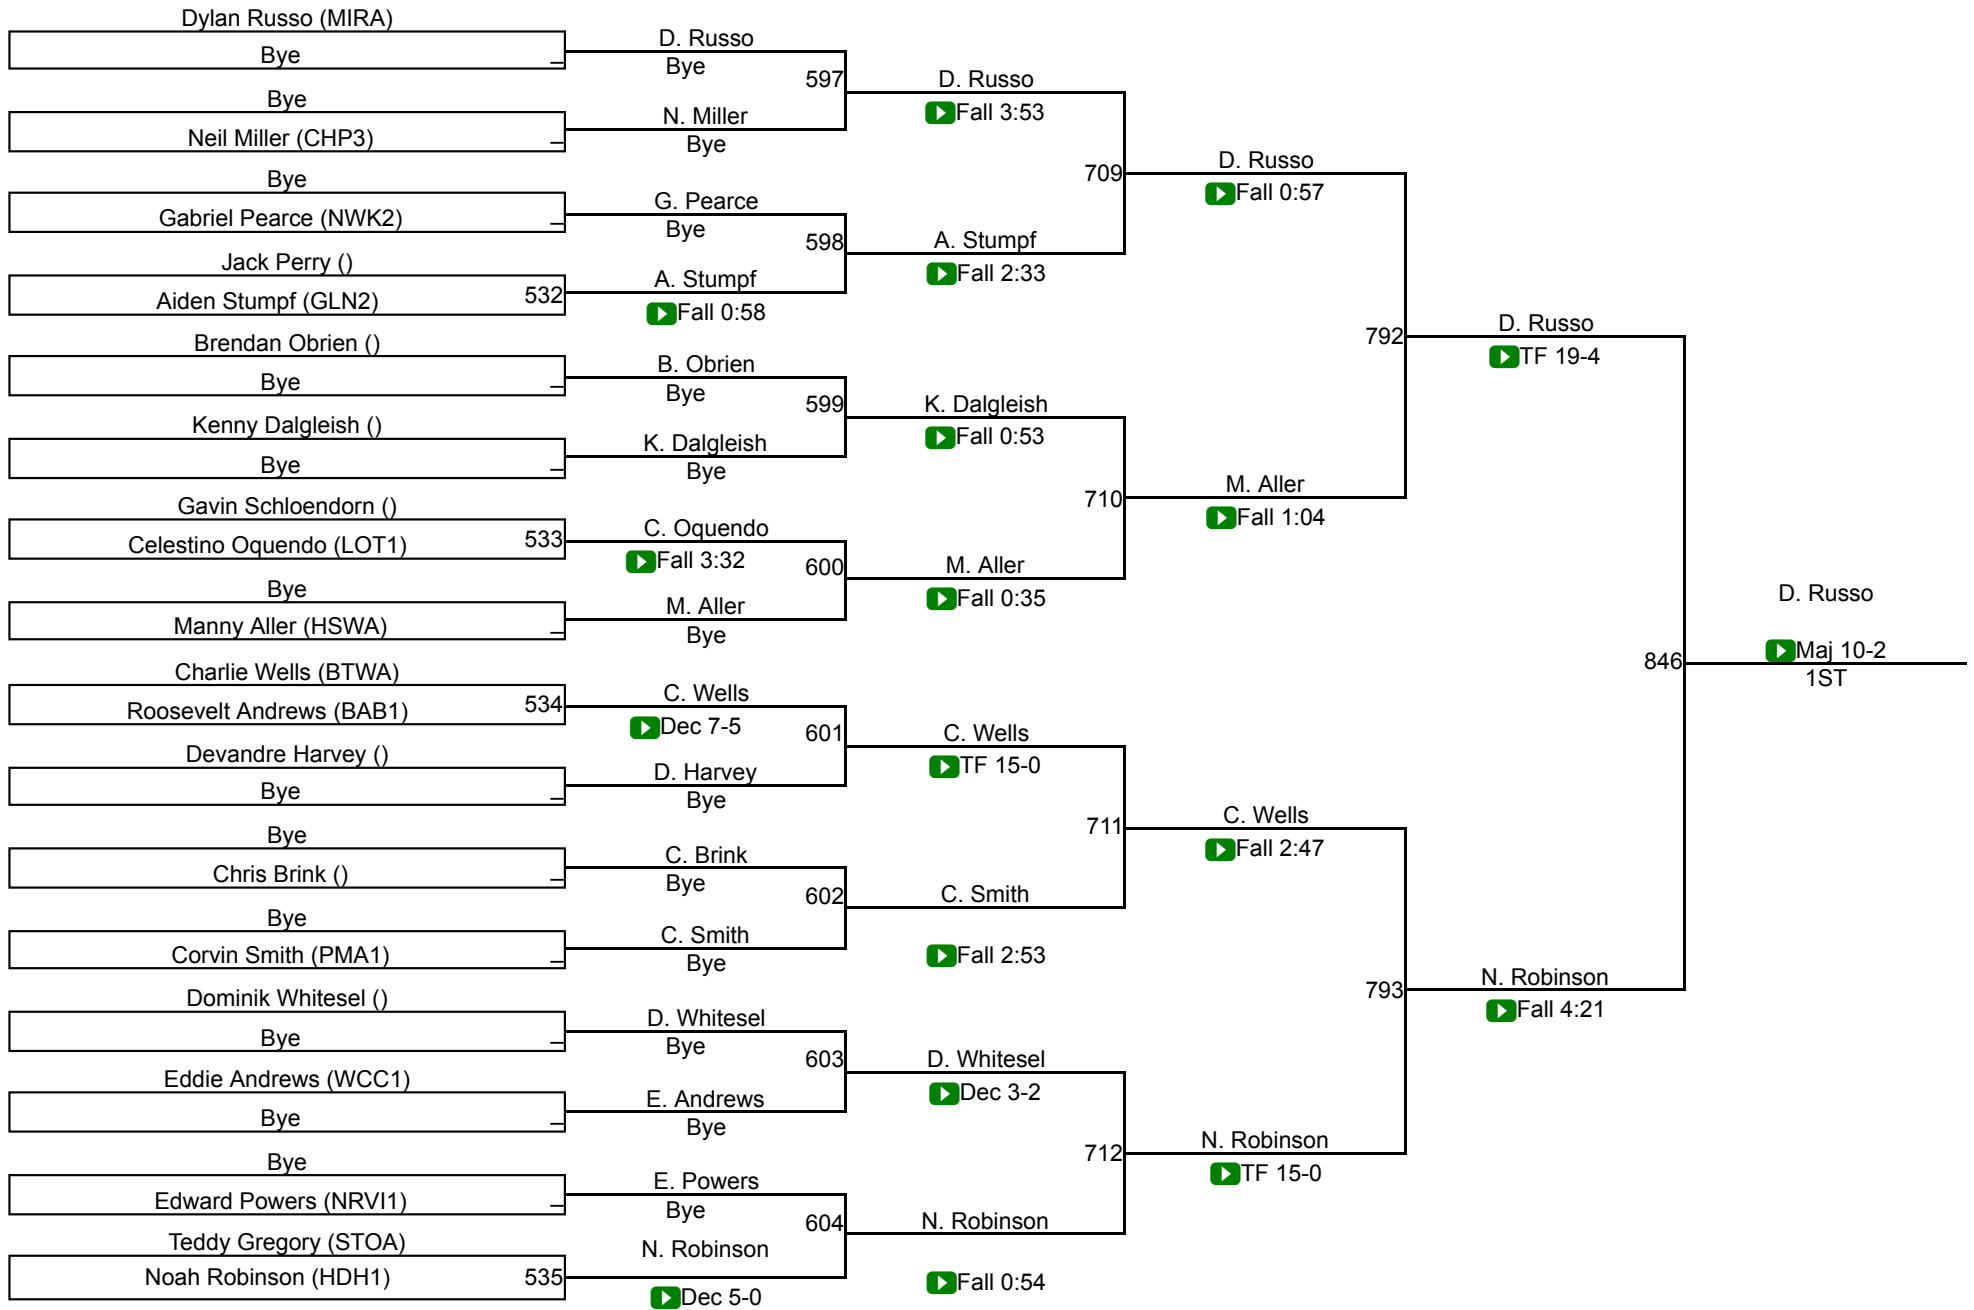 Dylan Russo (MIRA)
Bye
Bye
Neil Miller (CHP3)
Bye
Gabriel Pearce (NWK2)
Jack Perry ()
Aiden Stumpf (GLN2)
532
Brendan Obrien ()
Bye
Kenny Dalgleish ()
Bye
Gavin Schloendorn ()
Celestino Oquendo (LOT1)
533
Bye
Manny Aller (HSWA)
Charlie Wells (BTWA)
Roosevelt Andrews (BAB1)
534
Devandre Harvey ()
Bye
Bye
Chris Brink ()
Bye
Corvin Smith (PMA1)
Dominik Whitesel ()
Bye
Eddie Andrews (WCC1)
Bye
Bye
Edward Powers (NRVI1)
Teddy Gregory (STOA)
Noah Robinson (HDH1)
535
D. Russo
Bye
597
N. Miller
Bye
G. Pearce
Bye
598
A. Stumpf
Fall 0:58
B. Obrien
Bye
599
K. Dalgleish
Bye
C. Oquendo
Fall 3:32
600
M. Aller
Bye
C. Wells
Dec 7-5
601
D. Harvey
Bye
C. Brink
Bye
602
C. Smith
Bye
D. Whitesel
Bye
603
E. Andrews
Bye
E. Powers
Bye
604
N. Robinson
Dec 5-0
D. Russo
Fall 3:53
709
A. Stumpf
Fall 2:33
K. Dalgleish
Fall 0:53
710
M. Aller
Fall 0:35
C. Wells
TF 15-0
711
C. Smith
Fall 2:53
D. Whitesel
Dec 3-2
712
N. Robinson
Fall 0:54
D. Russo
Fall 0:57
792
M. Aller
Fall 1:04
C. Wells
Fall 2:47
793
N. Robinson
TF 15-0
D. Russo
TF 19-4
846
N. Robinson
Fall 4:21
D. Russo
Maj 10-2
1ST